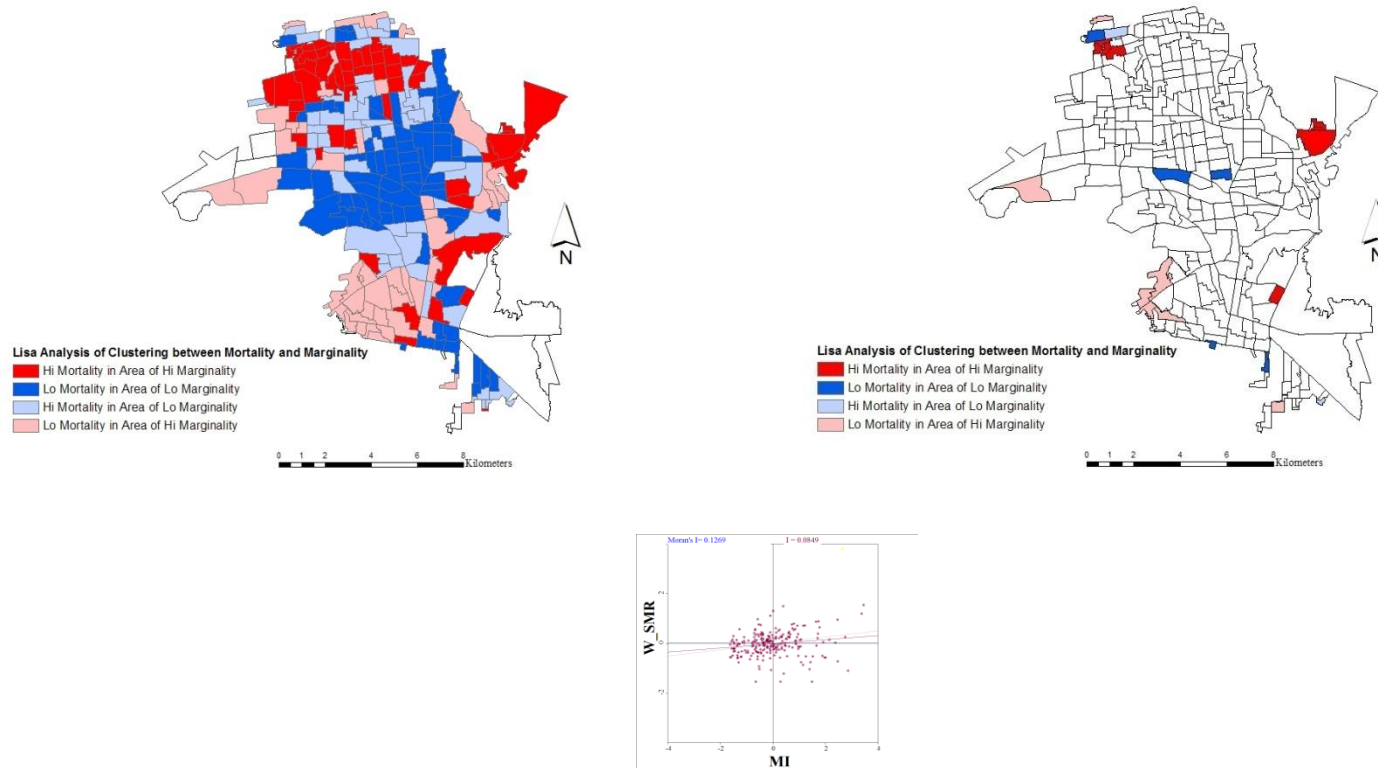 N
Lisa Analysis of Clustering between Mortality and Marginality
Hi Mortality in Area of Hi Marginality
Lo Mortality in Area of Lo Marginality
Hi Mortality in Area of Lo Marginality
Lo Mortality in Area of Hi Marginality
0 1 2 4 6 8
Kilometers
N
Lisa Analysis of Clustering between Mortality and Marginality
Hi Mortality in Area of Hi Marginality
Lo Mortality in Area of Lo Marginality
Hi Mortality in Area of Lo Marginality
Lo Mortality in Area of Hi Marginality
0 1 2 4 6 8
Kilometers
Moran's I= 0.1269 I = 0.0849
W_SMR
2
0
-2
-4 -2 0 2 4
MI